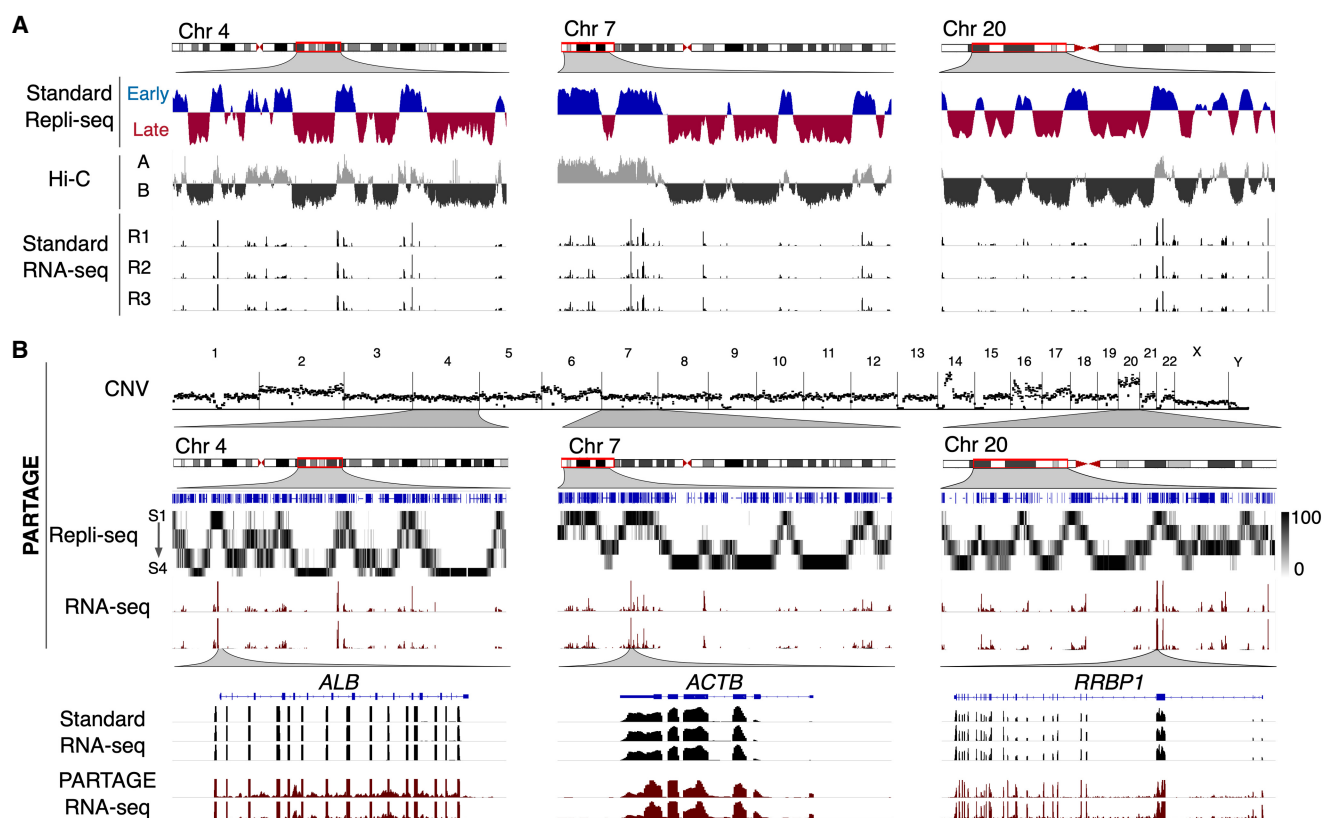 A
Chr 4
Chr 7
Chr 20
Standard
Repli-seq
Early
Late
Hi-C
A
B
Standard
RNA-seq
R1
R2
R3
B
PARTAGE
CNV
1 2 3 4 5 6 7 8 9 10 11 12 13 14 15 16 17 18 19 20 21 22 X Y
Chr 4
Chr 7
Chr 20
Repli-seq
S1
S4
100
0
RNA-seq
ALB
ACTB
RRBP1
Standard
RNA-seq
PARTAGE
RNA-seq